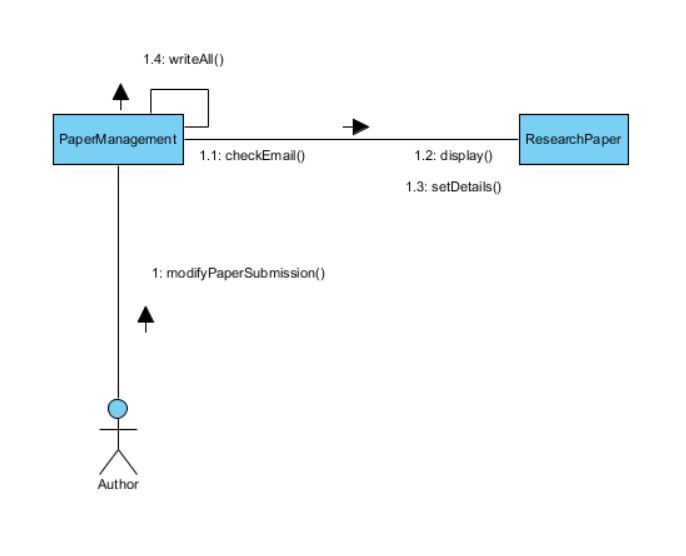 1.4: writeAll()
PaperManagement
ResearchPaper
1.1: checkEmail()
1.2: display()
1.3: setDetails()
1: modifyPaperSubmission()
Author